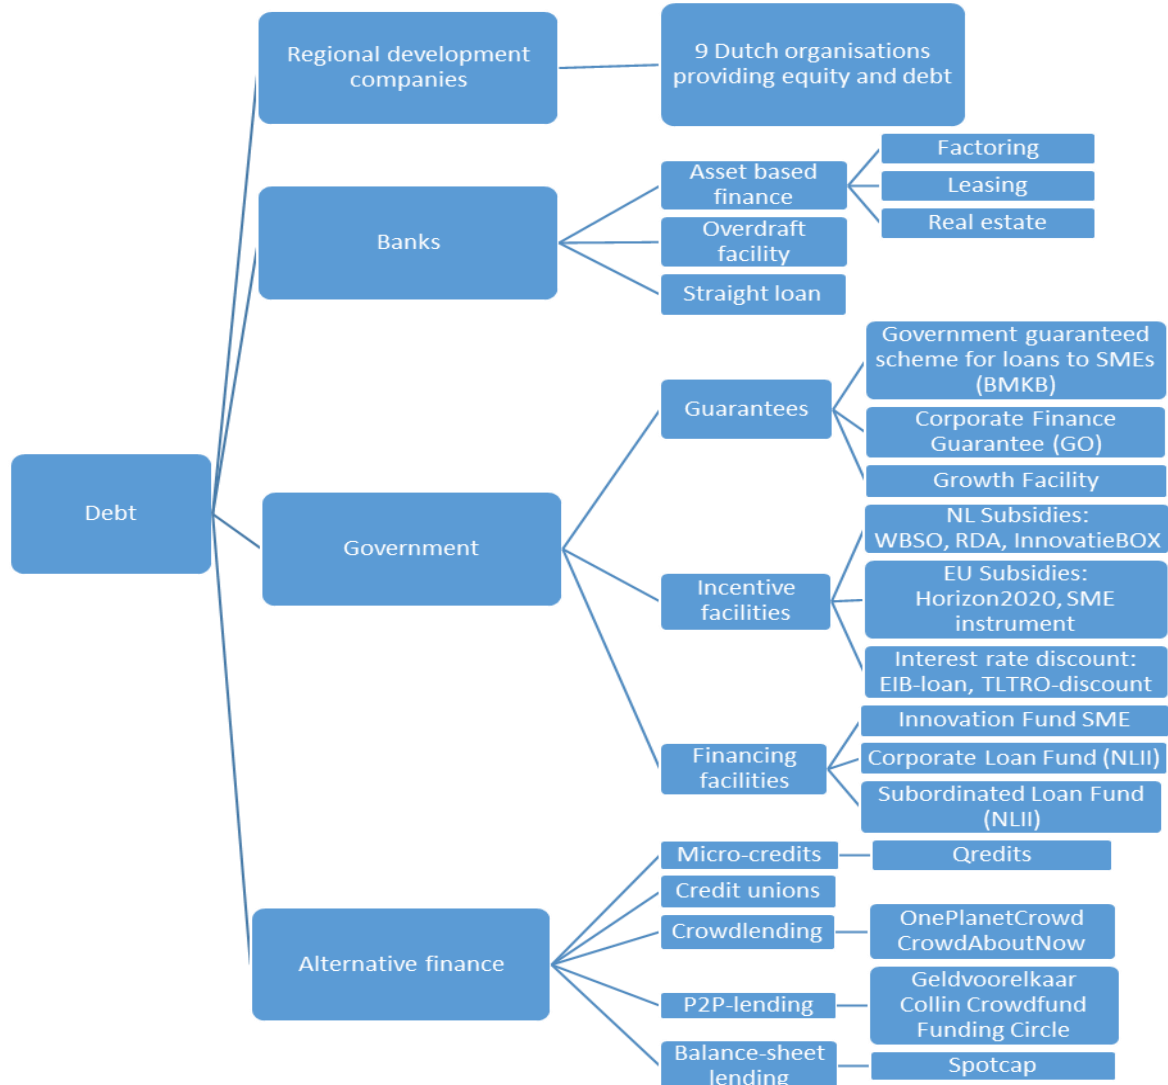 Regional development
companies
9 Dutch organisations
providing equity and debt
Banks
Asset based
finance
Factoring
Leasing
Real estate
Overdraft
facility
Straight loan
Debt
Government
Guarantees
Government guaranteed
scheme for loans to SMEs
(BMKB)
Corporate Finance
Guarantee (GO)
Growth Facility
Incentive
facilities
NL Subsidies:
WBSO, RDA, InnovatieBOX
EU Subsidies:
Horizon2020, SME
instrument
Interest rate discount:
EIB-loan, TLTRO-discount
Financing
facilities
Innovation Fund SME
Corporate Loan Fund (NLII)
Subordinated Loan Fund
(NLII)
Alternative finance
Micro-credits
Qredits
Credit unions
Crowdlending
OnePlanetCrowd
CrowdAboutNow
P2P-lending
Geldvoorelkaar
Collin Crowdfund
Funding Circle
Balance-sheet
lending
Spotcap